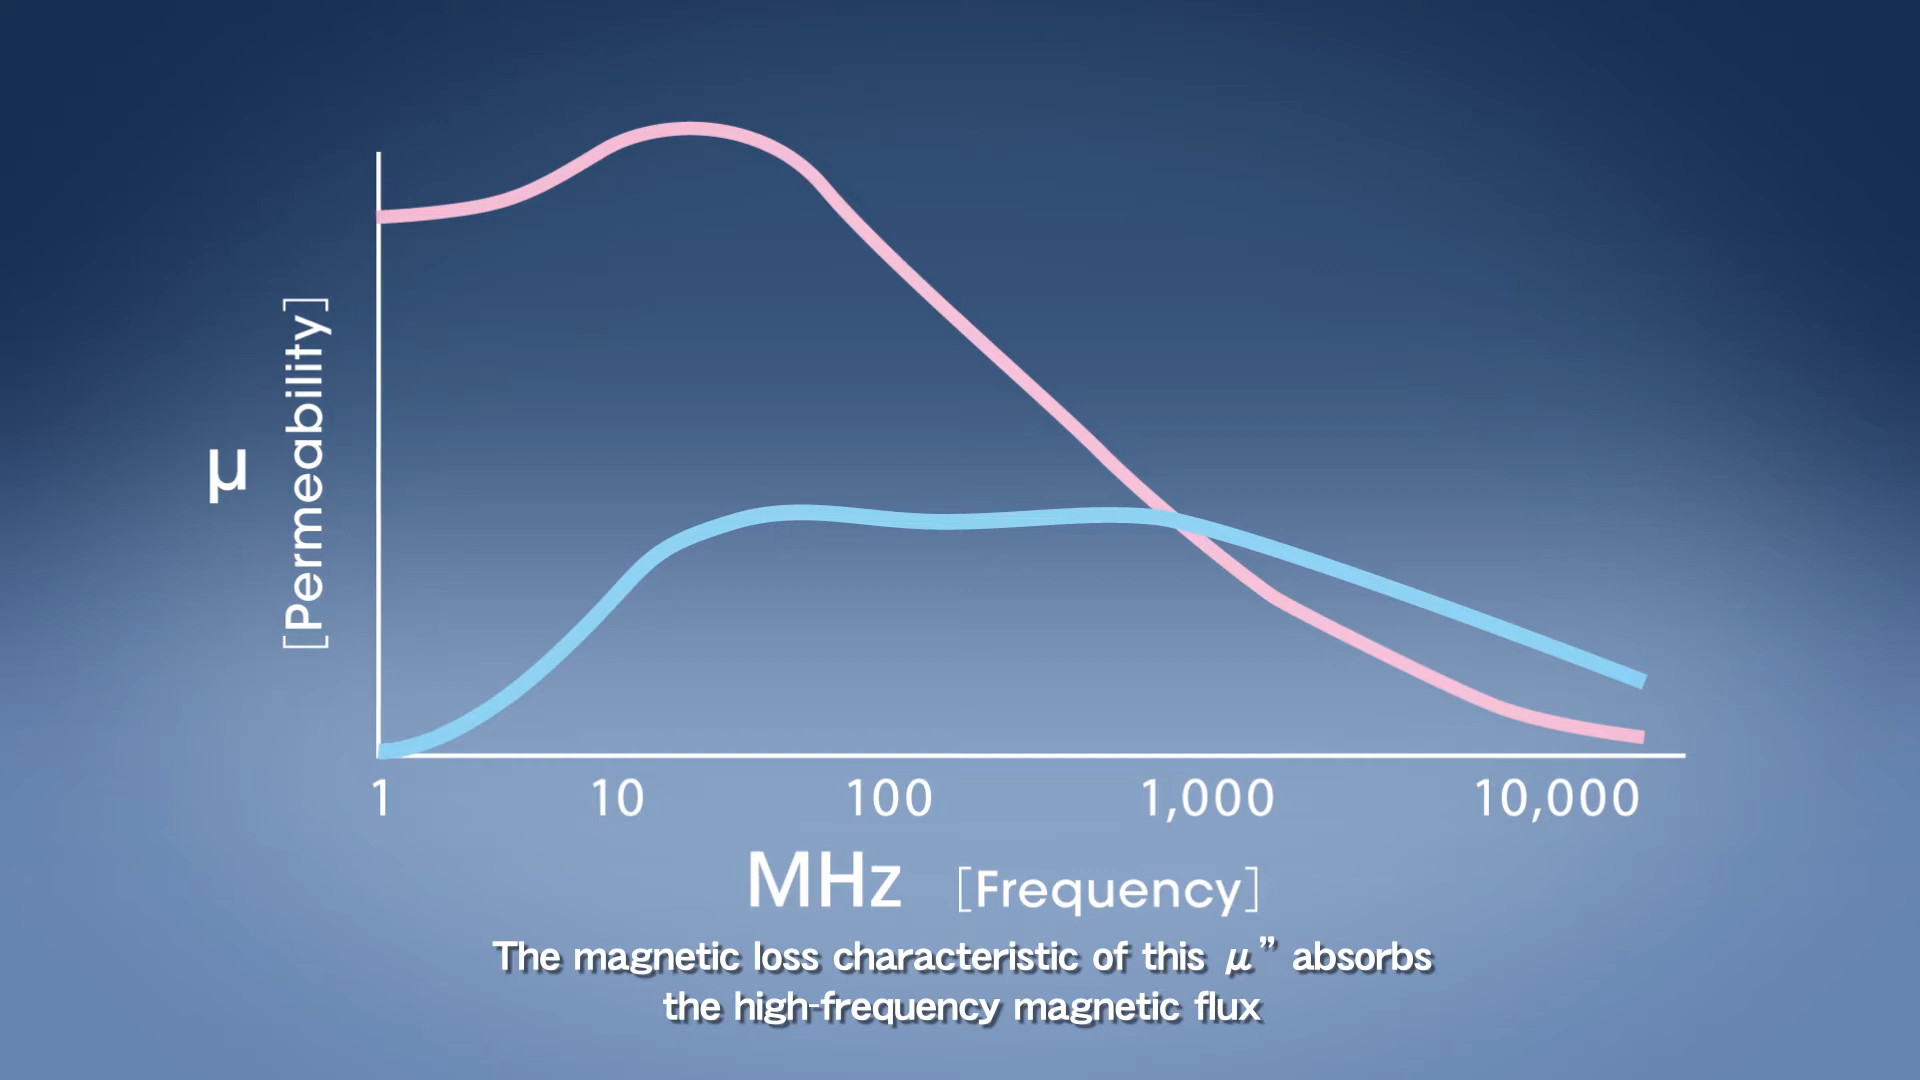 μ
[Permeability]
1 10 100 1,000 10,000
MHz [Frequency]
The magnetic loss characteristic of this μ” absorbs
the high-frequency magnetic flux